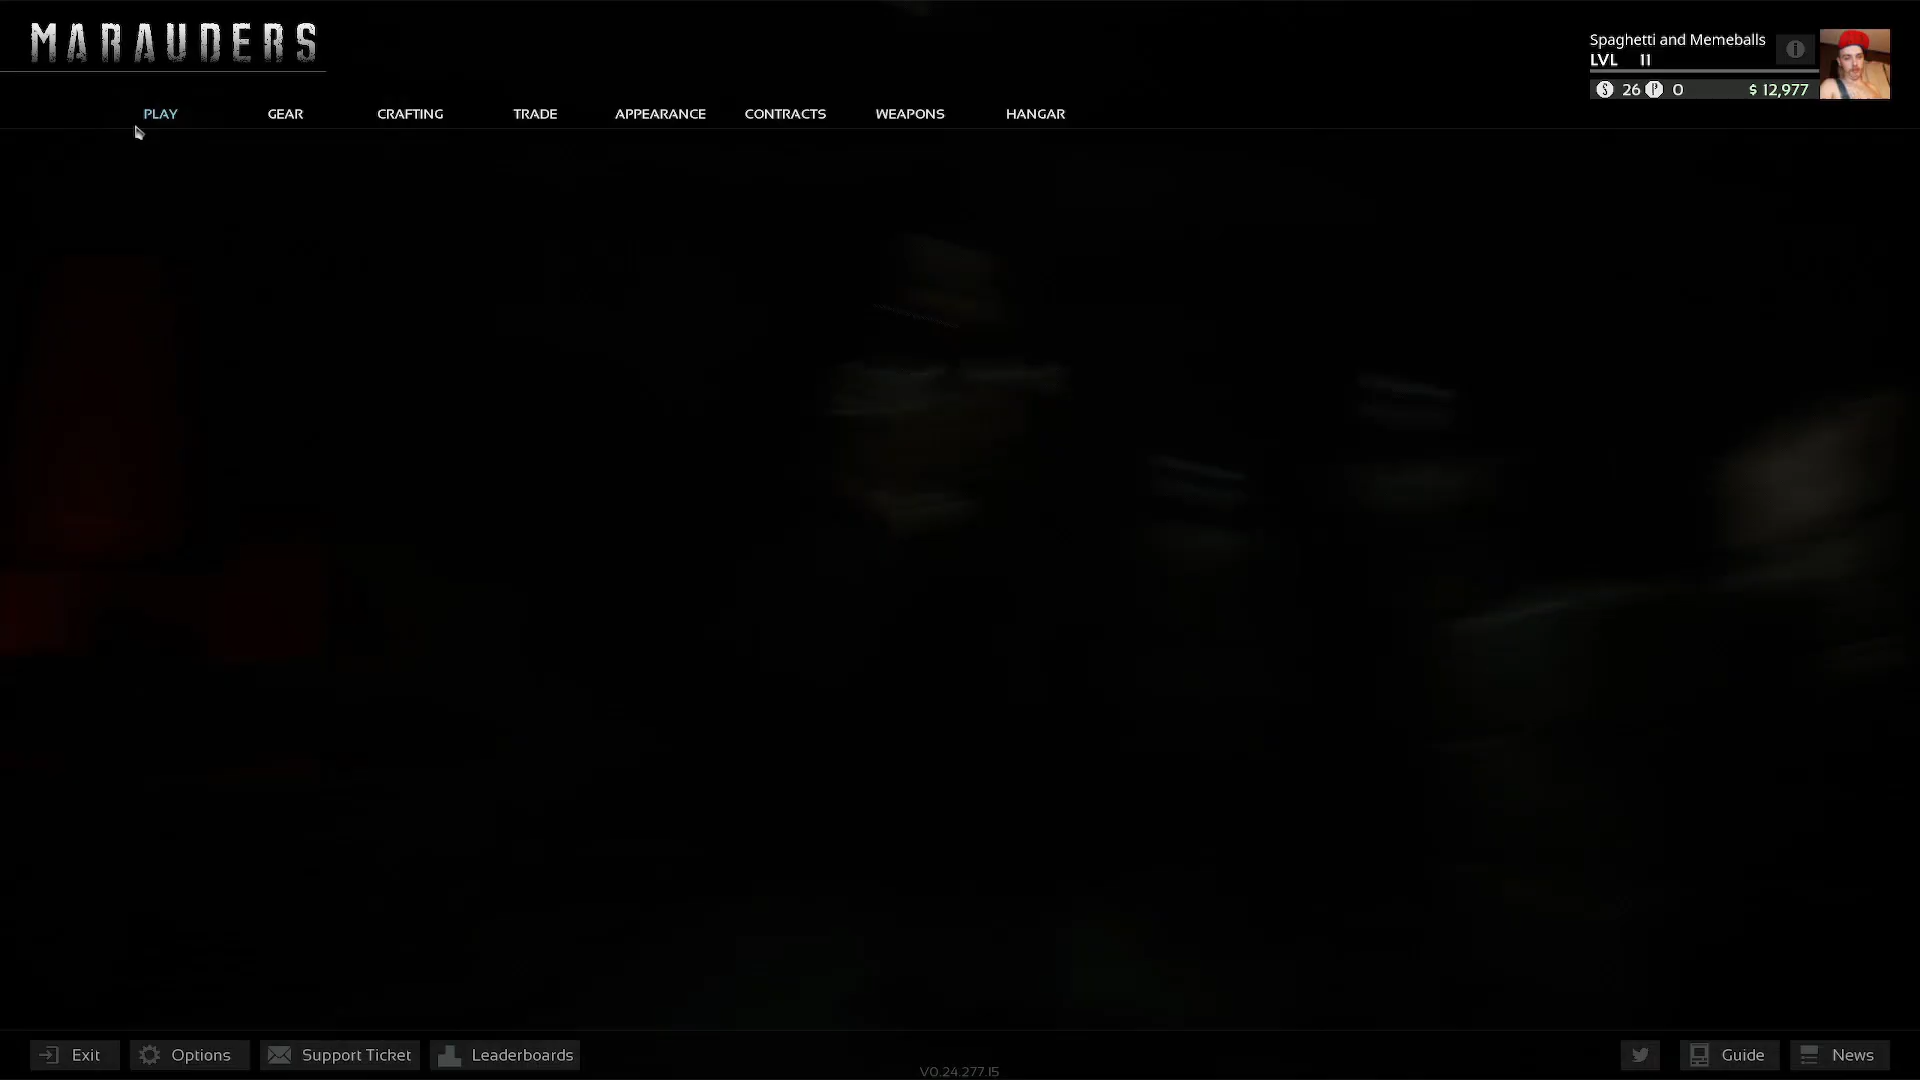 MARAUDERS
Spaghetti and Memeballs
LVL 11
S 26 P 0 $ 12,977
PLAY GEAR CRAFTING TRADE APPEARANCE CONTRACTS WEAPONS HANGAR
Exit Options Support Ticket Leaderboards Guide News
V0.24.277.15